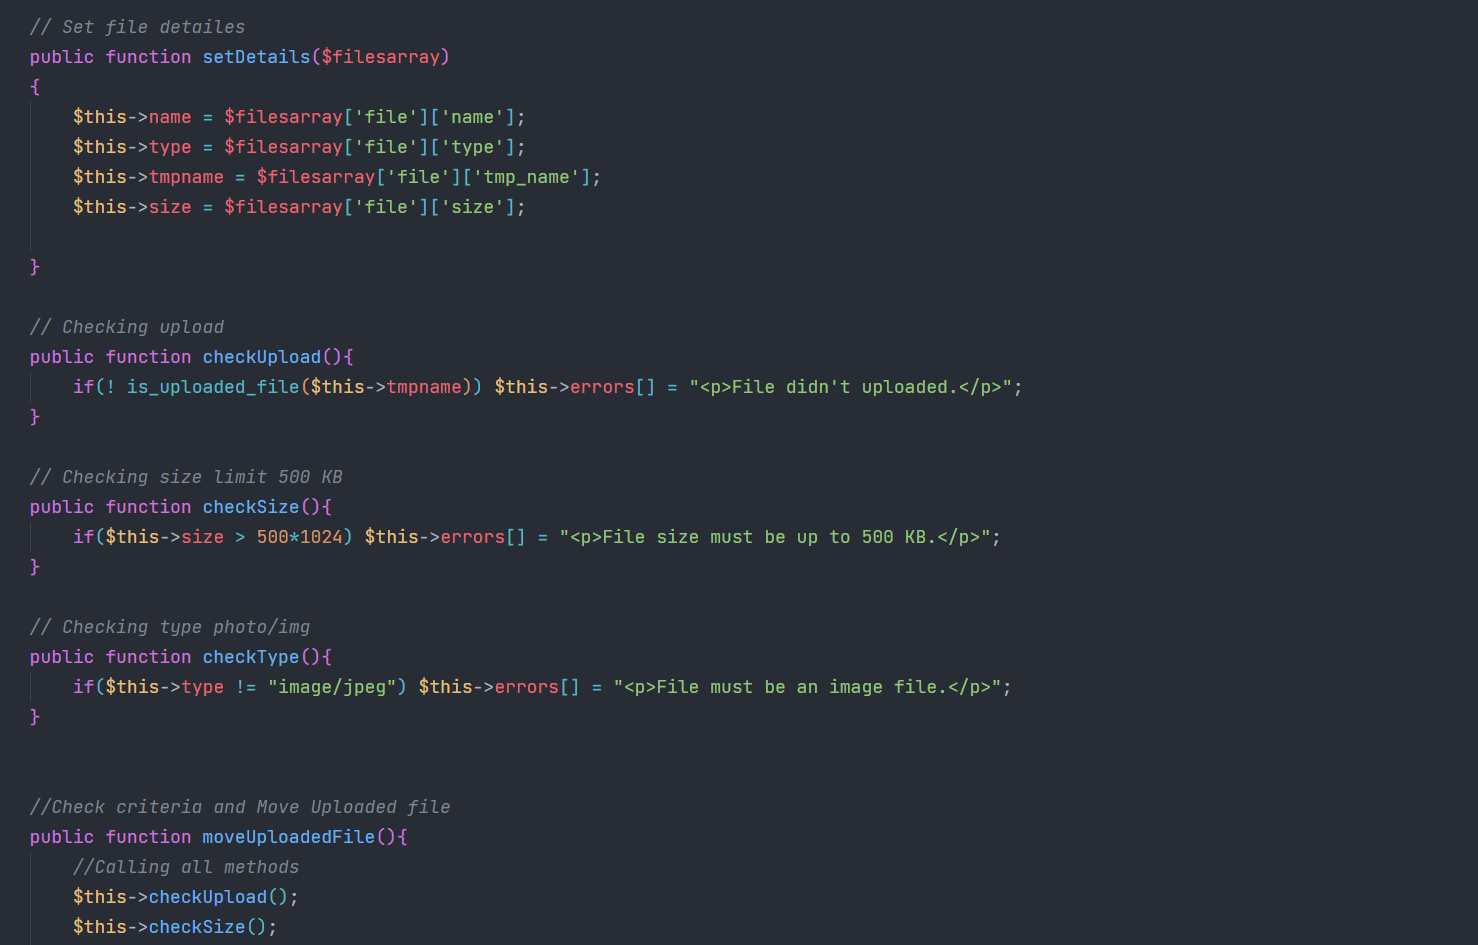 // Set file detailes
public function setDetails($filesarray)
{
$this->name = $filesarray['file']['name'];
$this->type = $filesarray['file']['type'];
$this->tmpname = $filesarray['file']['tmp_name'];
$this->size = $filesarray['file']['size'];
}
// Checking upload
public function checkUpload(){
if(! is_uploaded_file($this->tmpname)) $this->errors[] = "<p>File didn't uploaded.</p>";
}
// Checking size limit 500 KB
public function checkSize(){
if($this->size > 500*1024) $this->errors[] = "<p>File size must be up to 500 KB.</p>";
}
// Checking type photo/img
public function checkType(){
if($this->type != "image/jpeg") $this->errors[] = "<p>File must be an image file.</p>";
}
//Check criteria and Move Uploaded file
public function moveUploadedFile(){
//Calling all methods
$this->checkUpload();
$this->checkSize();